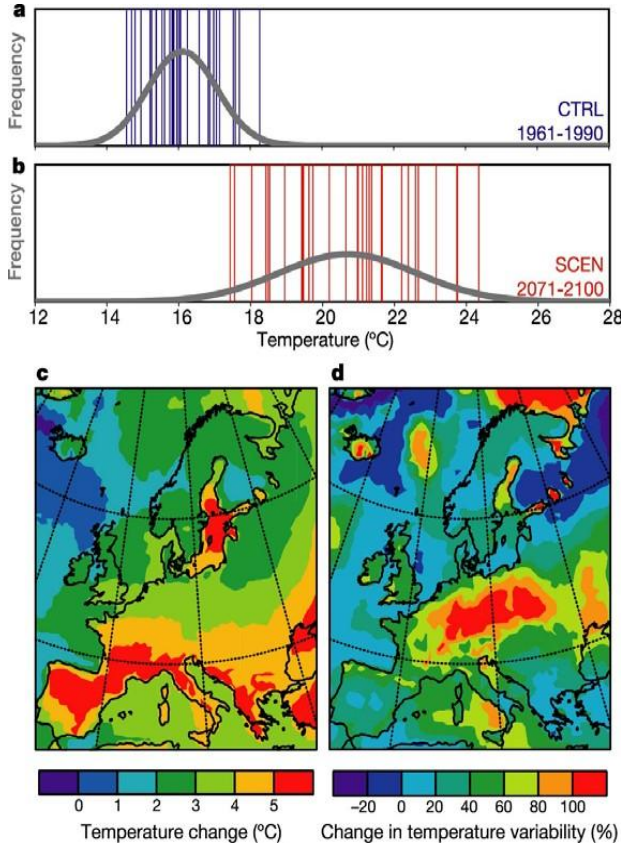 a
Frequency
CTRL
1961-1990
b
Frequency
SCEN
2071-2100
12 14 16 18 20 22 24 26 28
Temperature (ºC)
c d
0 1 2 3 4 5
Temperature change (ºC)
−20 0 20 40 60 80 100
Change in temperature variability (%)